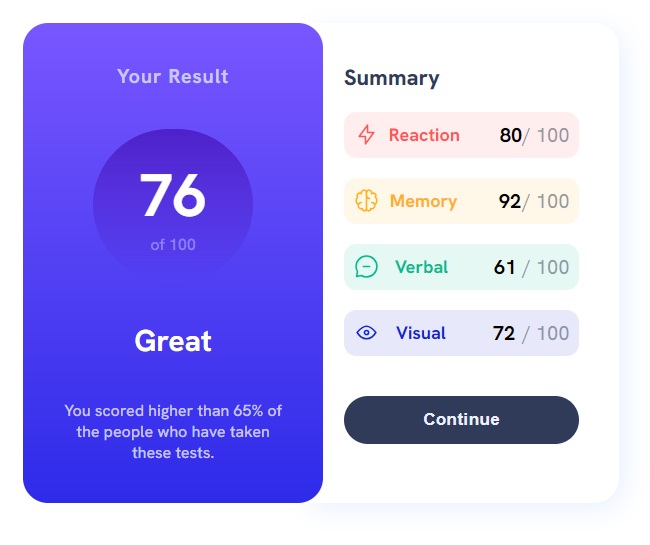 Your Result
76
of 100
Great
You scored higher than 65% of
the people who have taken
these tests.
Summary
Reaction 80/ 100
Memory 92/ 100
Verbal 61 / 100
Visual 72 / 100
Continue